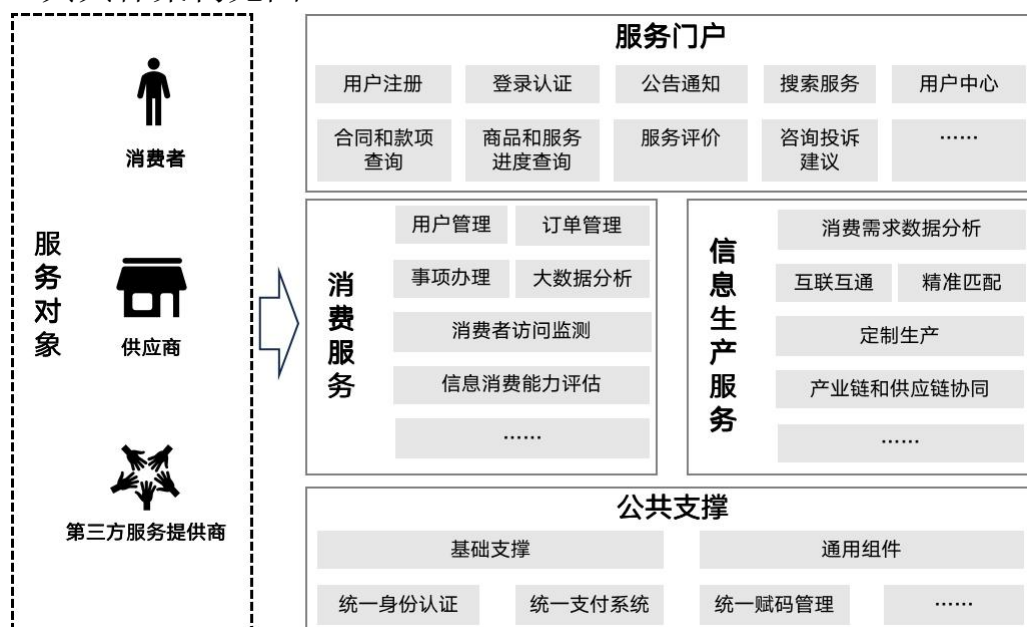 服务对象
消费者
供应商
第三方服务提供商
服务门户
用户注册
登录认证
公告通知
搜索服务
用户中心
合同和款项
查询
商品和服务
进度查询
服务评价
咨询投诉
建议
……
消费服务
用户管理
订单管理
事项办理
大数据分析
消费者访问监测
信息消费能力评估
……
信息生产服务
消费需求数据分析
互联互通
精准匹配
定制生产
产业链和供应链协同
……
公共支撑
基础支撑
通用组件
统一身份认证
统一支付系统
统一赋码管理
……